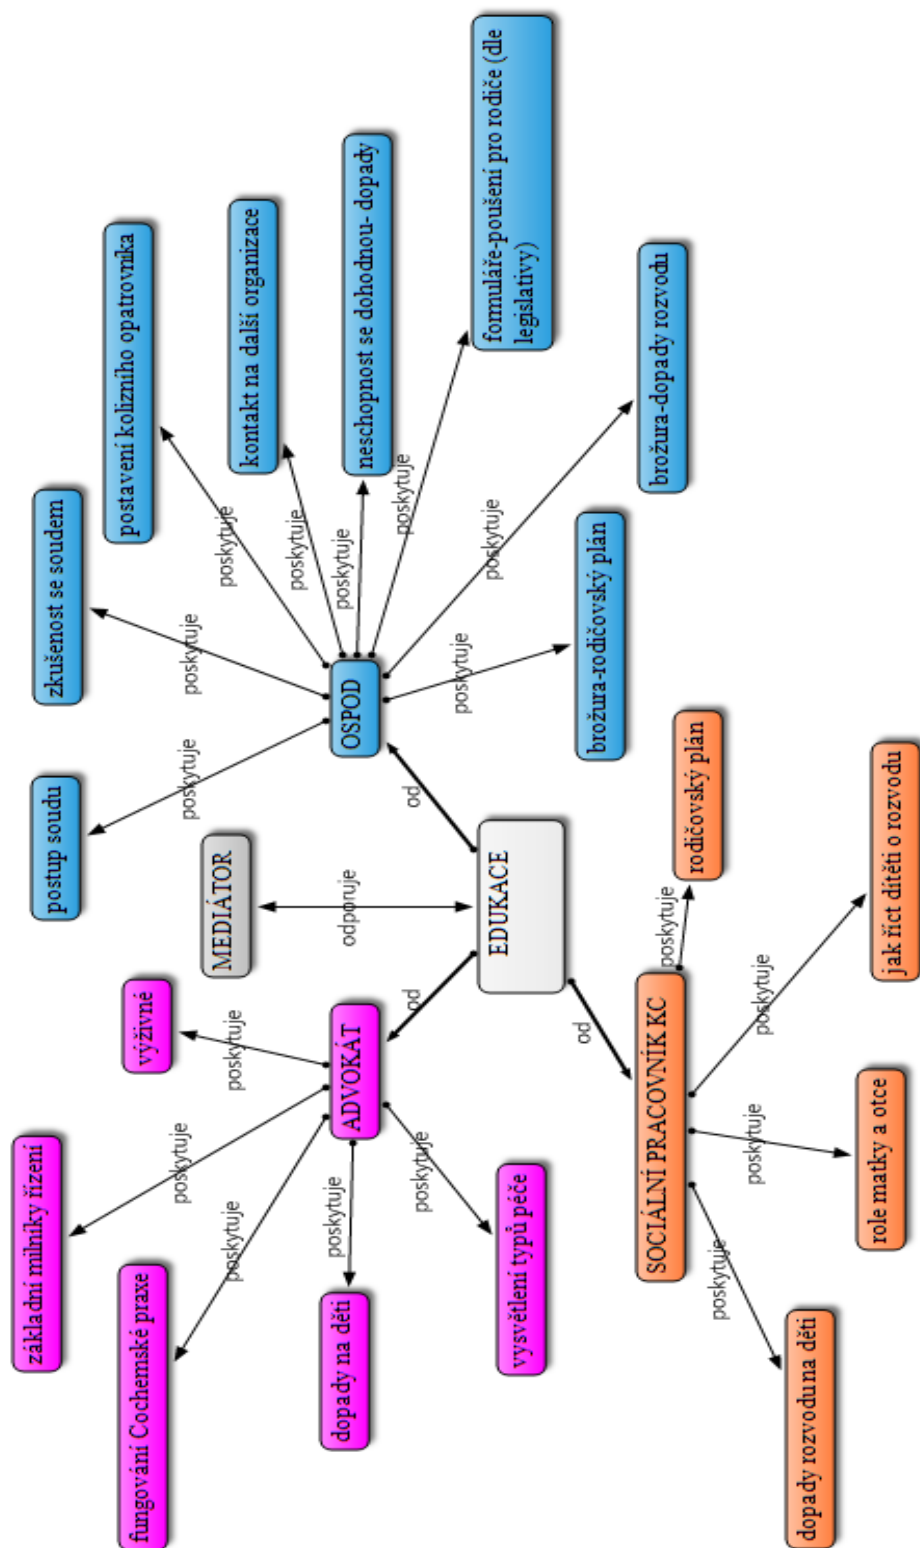 základní milníky řízení
postup soudu
zkušenost se soudem
fungování Cochemské praxe
výživné
postavení kolizního opatrovníka
poskytuje
poskytuje
poskytuje
poskytuje
poskytuje
poskytuje
MEDIÁTOR
kontakt na další organizace
poskytuje
dopady na děti
poskytuje
ADVOKÁT
odporuje
OSPOD
poskytuje
neschopnost se dohodnou- dopady
poskytuje
od
od
poskytuje
poskytuje
poskytuje
vysvětlení typů péče
EDUKACE
formuláře-poušení pro rodiče (dle
legislativy)
od
brožura-rodičovský plán
SOCIÁLNÍ PRACOVNÍK KC
poskytuje
brožura-dopady rozvodu
rodičovský plán
poskytuje
poskytuje
poskytuje
dopady rozvodu na děti
role matky a otce
jak říct dítěti o rozvodu